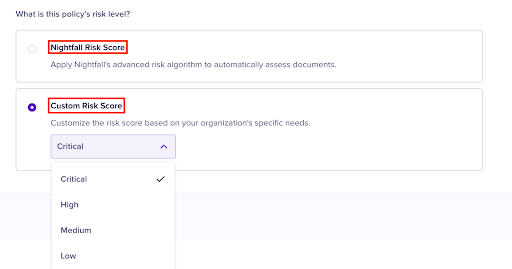 What is this policy's risk level?
Nightfall Risk Score
Apply Nightfall's advanced risk algorithm to automatically assess documents.
Custom Risk Score
Customize the risk score based on your organization's specific needs.
Critical
Critical
High
Medium
Low